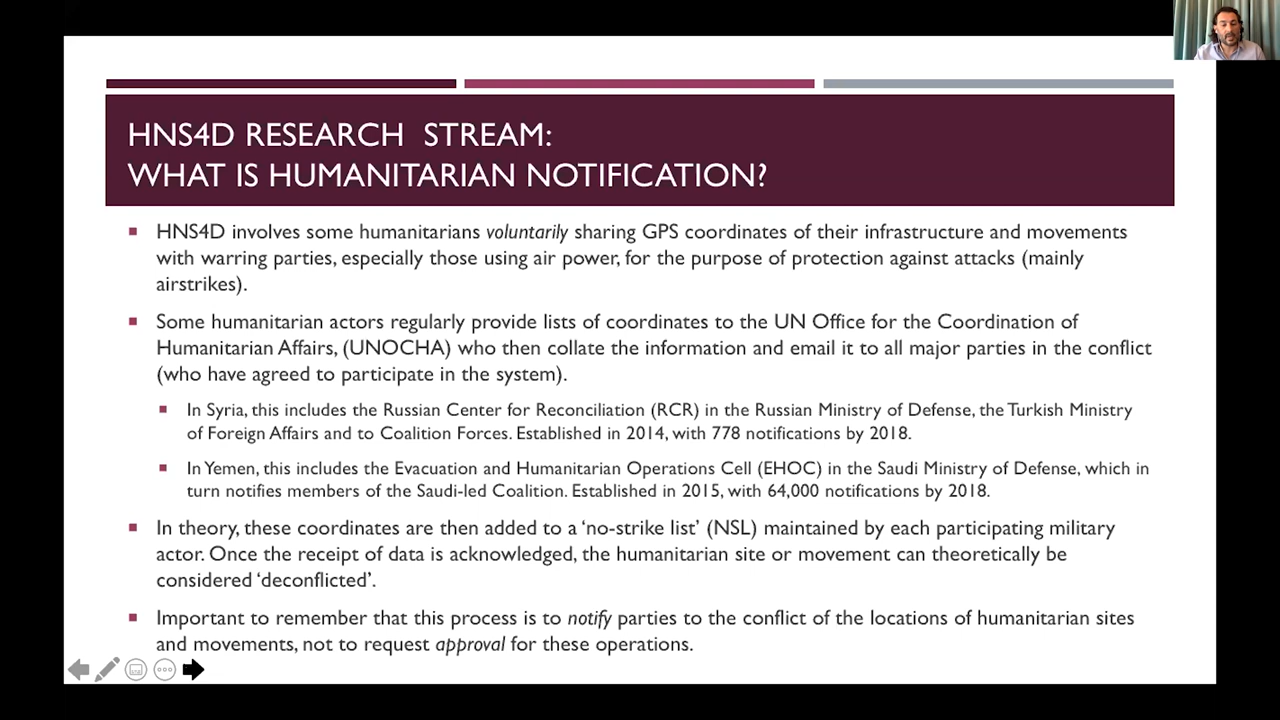 HNS4D RESEARCH STREAM:
WHAT IS HUMANITARIAN NOTIFICATION?
▪ HNS4D involves some humanitarians voluntarily sharing GPS coordinates of their infrastructure and movements
with warring parties, especially those using air power, for the purpose of protection against attacks (mainly
airstrikes).
▪ Some humanitarian actors regularly provide lists of coordinates to the UN Office for the Coordination of
Humanitarian Affairs, (UNOCHA) who then collate the information and email it to all major parties in the conflict
(who have agreed to participate in the system).
▪ In Syria, this includes the Russian Center for Reconciliation (RCR) in the Russian Ministry of Defense, the Turkish Ministry
of Foreign Affairs and to Coalition Forces. Established in 2014, with 778 notifications by 2018.
▪ In Yemen, this includes the Evacuation and Humanitarian Operations Cell (EHOC) in the Saudi Ministry of Defense, which in
turn notifies members of the Saudi-led Coalition. Established in 2015, with 64,000 notifications by 2018.
▪ In theory, these coordinates are then added to a ‘no-strike list’ (NSL) maintained by each participating military
actor. Once the receipt of data is acknowledged, the humanitarian site or movement can theoretically be
considered ‘deconflicted’.
▪ Important to remember that this process is to notify parties to the conflict of the locations of humanitarian sites
and movements, not to request approval for these operations.